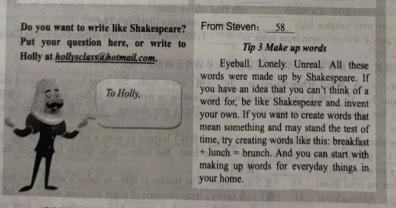 Do you want to write like Shakespeare?
Put your question here, or write to
Holly at hollysclass@hotmail.com.
To Holly,
From Steven: 58
Tip 3 Make up words
Eyeball. Lonely. Unreal. All these
words were made up by Shakespeare. If
you have an idea that you can't think of a
word for, be like Shakespeare and invent
your own. If you want to create words that
mean something and may stand the test of
time, try creating words like this: breakfast
+ lunch = brunch. And you can start with
making up words for everyday things in
your home.